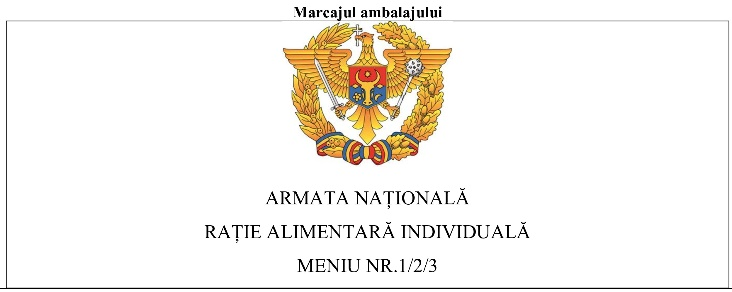 Marcajul ambalajului
ARMATA NAȚIONALĂ
RAȚIE ALIMENTARĂ INDIVIDUALĂ
MENIU NR.1/2/3